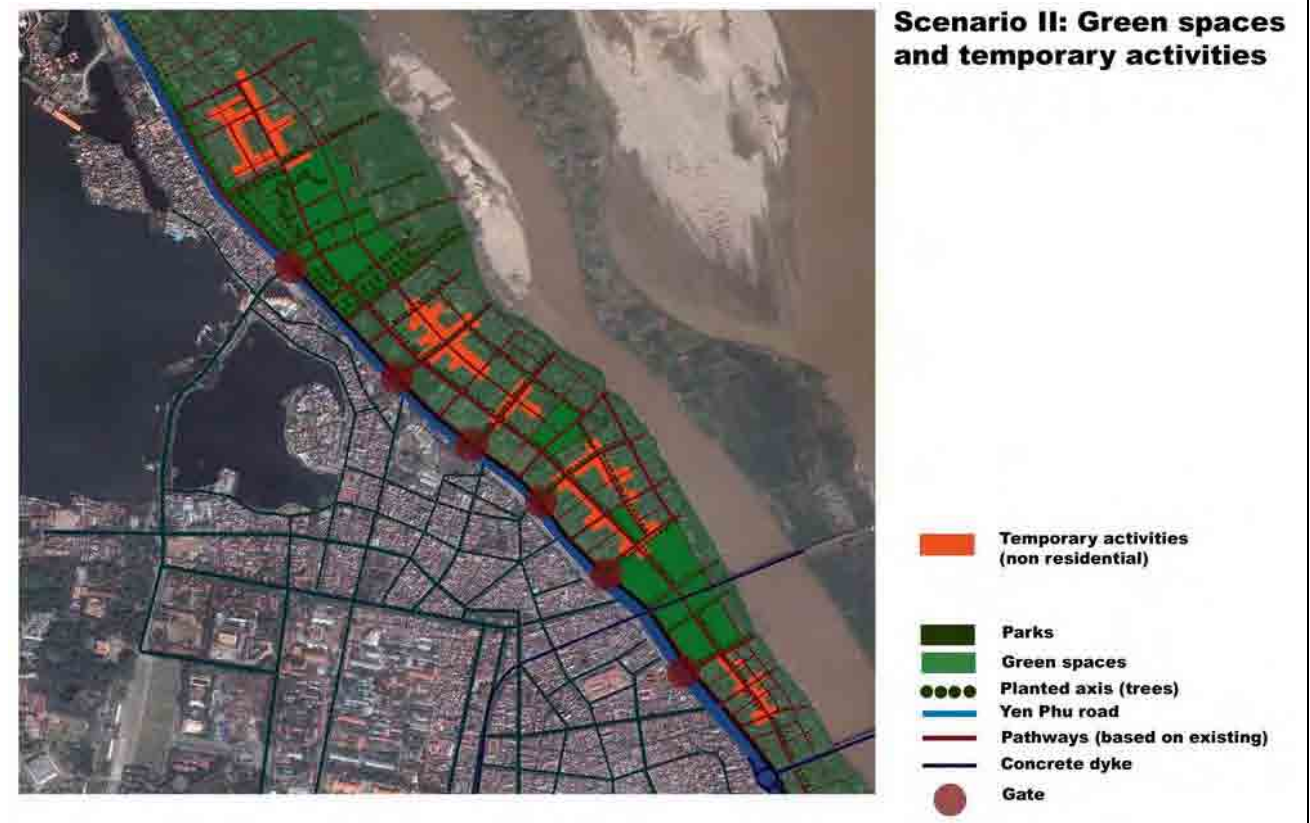 Scenario II: Green spaces
and temporary activities
Temporary activities
(non residential)
Parks
Green spaces
Planted axis (trees)
Yen Phu road
Pathways (based on existing)
Concrete dyke
Gate